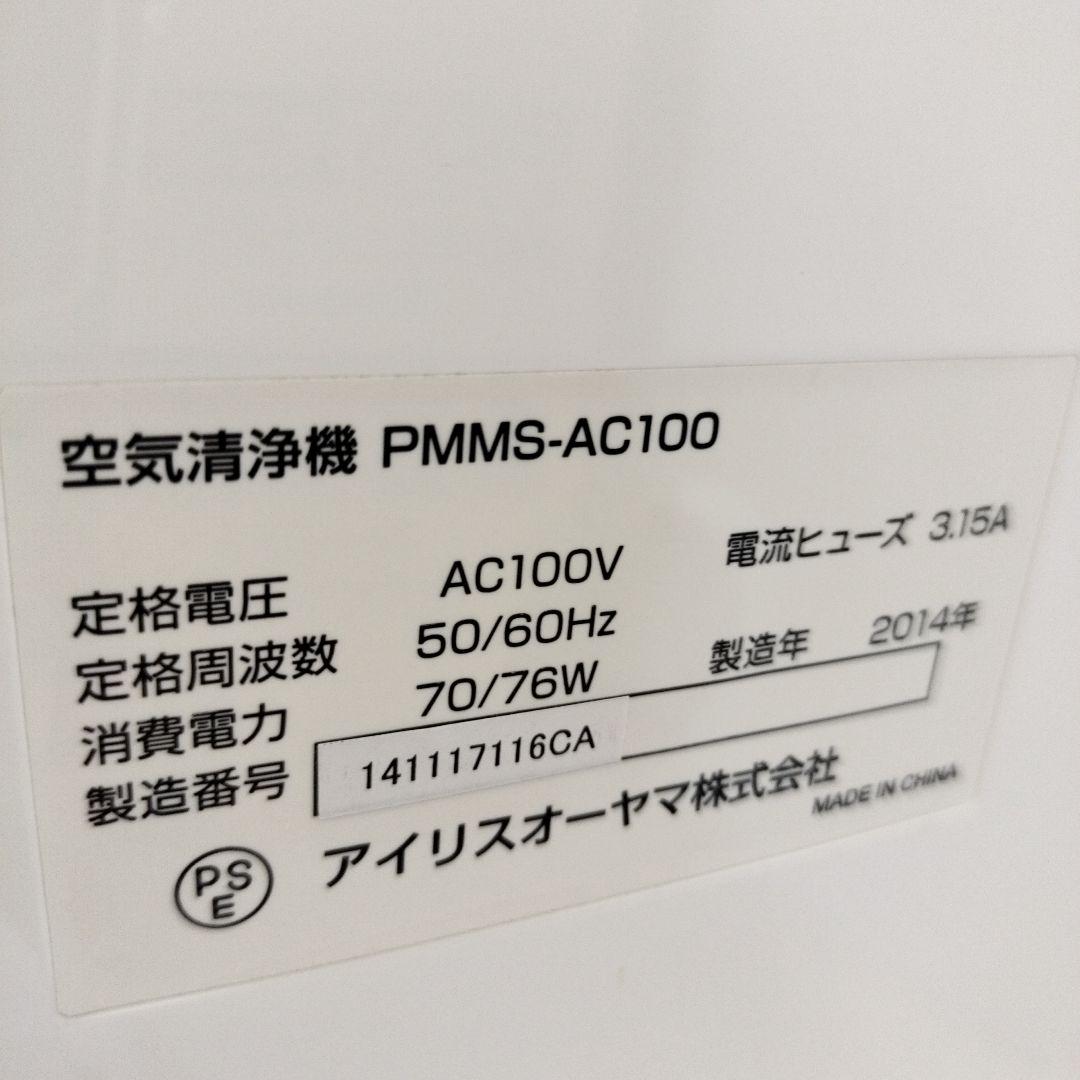 空気清浄機 PMMS-AC100
定格電圧 AC100V 電流ヒューズ 3.15A
定格周波数 50/60Hz
消費電力 70/76W 製造年 2014年
製造番号 141117116CA
PSE アイリスオーヤマ株式会社
MADE IN CHINA